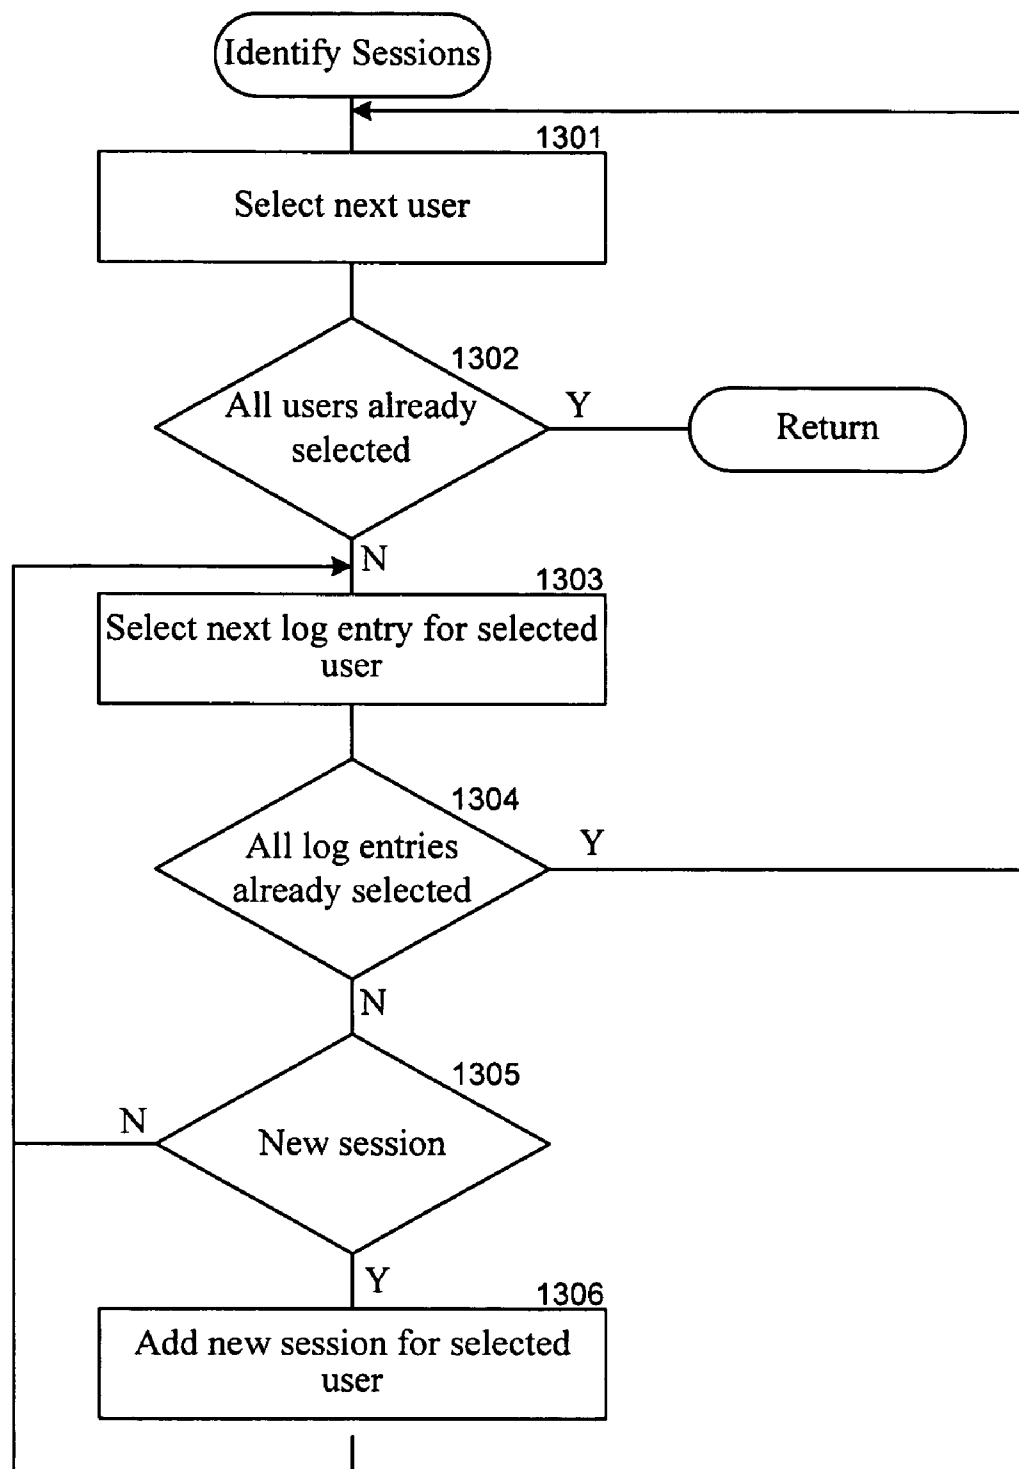 Identify Sessions
1301
Select next user
1302
All users already
selected
Y
Return
N
1303
Select next log entry for selected
user
1304
All log entries
already selected
Y
N
1305
New session
N
Y
1306
Add new session for selected
user